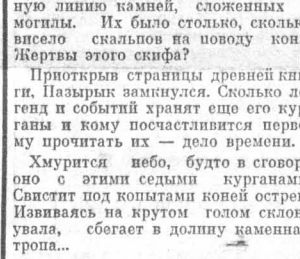 ную линию камней, сложенных
могилы. Их было столько, сколь
висело скальпов на поводу кон
Жертвы этого скифа?
Приоткрыв страницы древней кни
ги, Пазырык замкнулся. Сколько ле
генд и событий хранят еще его кур
ганы и кому посчастливится перво
му прочитать их — дело времени.
Хмурится небо, будто в сговор
оно с этими седыми курганам
Свистит под копытами коней острец
Извиваясь на крутом голом склон
увала, сбегает в долину каменна
тропа...